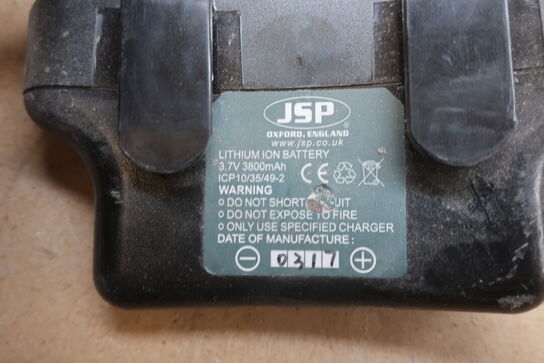 JSP
®
OXFORD, ENGLAND
www.jsp.co.uk
LITHIUM ION BATTERY
3.7V 3800mAh
ICP10/35/49-2
CE
WARNING
DO NOT SHORT CIRCUIT
DO NOT EXPOSE TO FIRE
ONLY USE SPECIFIED CHARGER
DATE OF MANUFACTURE :
0317